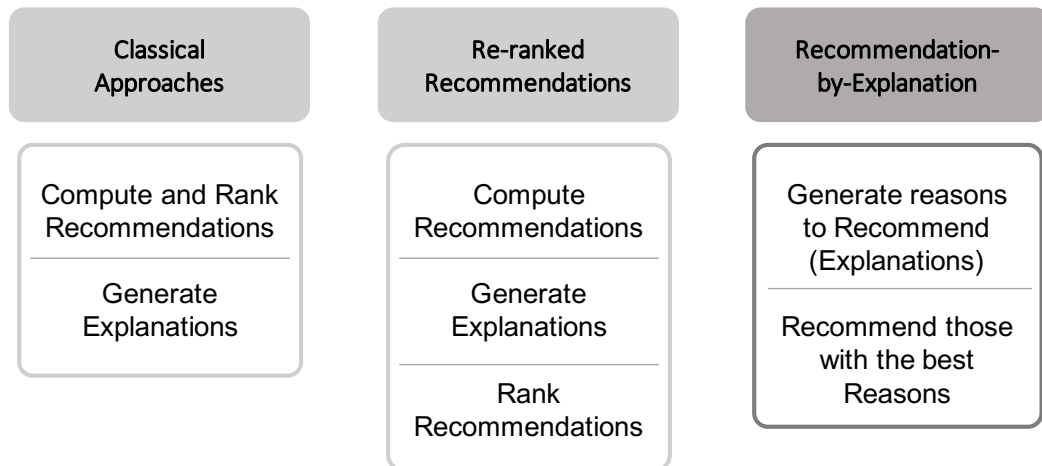 Classical
Approaches
Compute and Rank
Recommendations
Generate
Explanations
Re-ranked
Recommendations
Compute
Recommendations
Generate
Explanations
Rank
Recommendations
Recommendation-
by-Explanation
Generate reasons
to Recommend
(Explanations)
Recommend those
with the best
Reasons